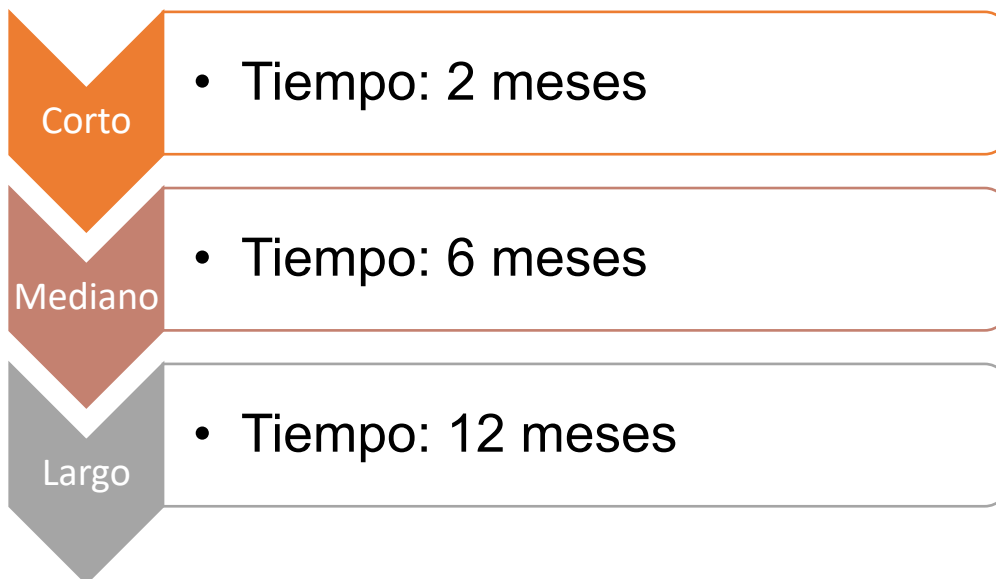 Corto
• Tiempo: 2 meses
Mediano
• Tiempo: 6 meses
Largo
• Tiempo: 12 meses